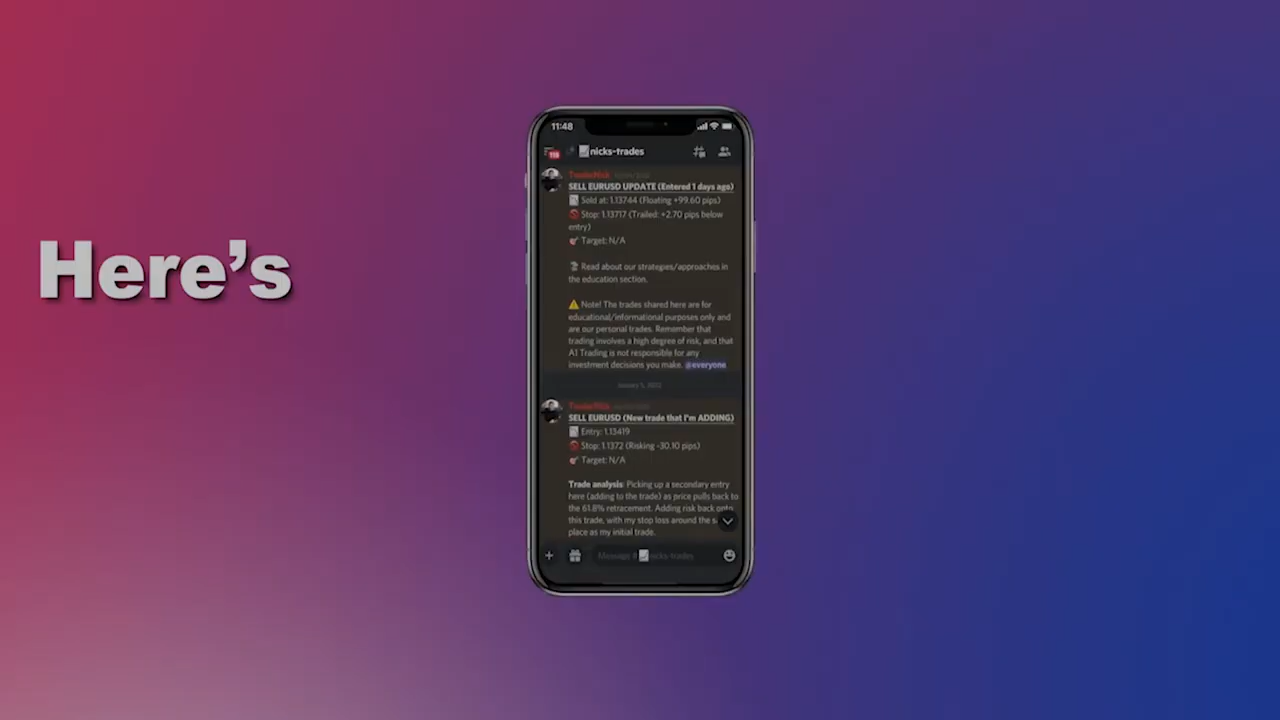 Here's
11:48
119
nicks-trades
TraderNick
SELL EURUSD UPDATE (Entered 1 days ago)
Sold at: 1.13744 (Floating +99.60 pips)
Stop: 1.13717 (Trailed: +2.70 pips below
entry)
Target: N/A
Read about our strategies/approaches in
the education section.
Note! The trades shared here are for
educational/informational purposes only and
are our personal trades. Remember that
trading involves a high degree of risk, and that
A1 Trading is not responsible for any
investment decisions you make. @everyone
TraderNick
SELL EURUSD (New trade that I'm ADDING)
Entry: 1.13419
Stop: 1.1372 (Risking -30.10 pips)
Target: N/A
Trade analysis: Picking up a secondary entry
here (adding to the trade) as price pulls back to
the 61.8% retracement. Adding risk back onto
this trade, with my stop loss around the s
place as my initial trade.
Message # nicks-trades